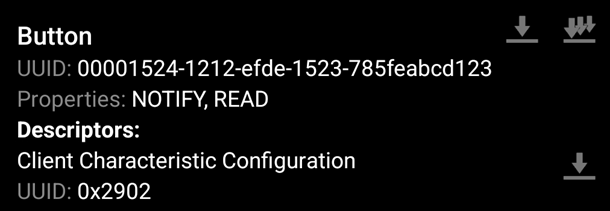 Button
UUID: 00001524-1212-efde-1523-785feabcd123
Properties: NOTIFY, READ
Descriptors:
Client Characteristic Configuration
UUID: 0x2902